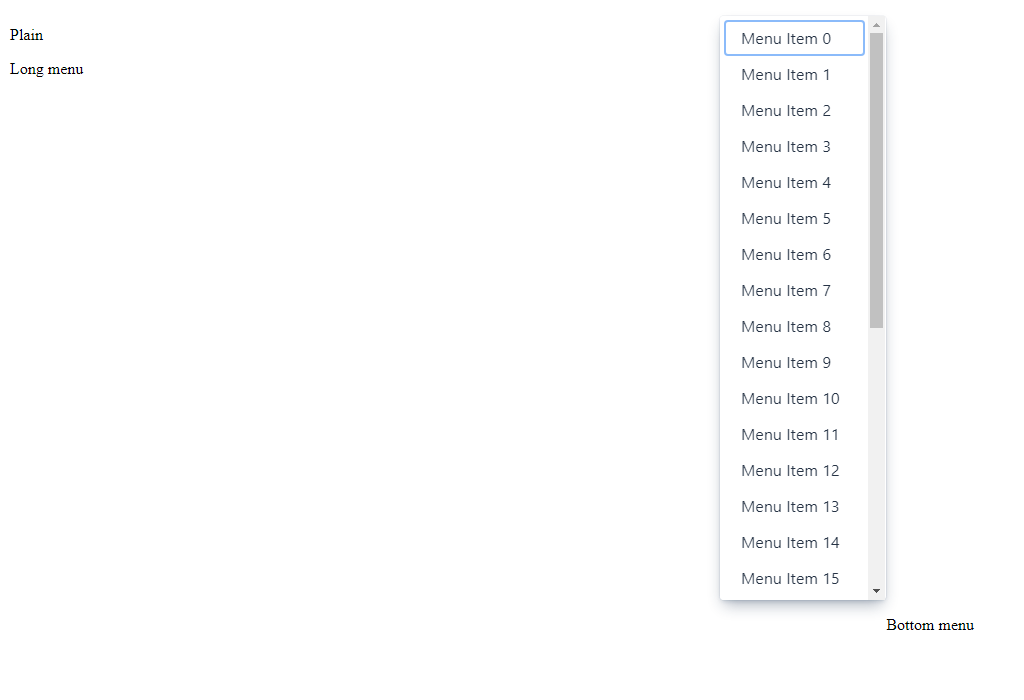 Plain
Long menu
Menu Item 0
Menu Item 1
Menu Item 2
Menu Item 3
Menu Item 4
Menu Item 5
Menu Item 6
Menu Item 7
Menu Item 8
Menu Item 9
Menu Item 10
Menu Item 11
Menu Item 12
Menu Item 13
Menu Item 14
Menu Item 15
Bottom menu